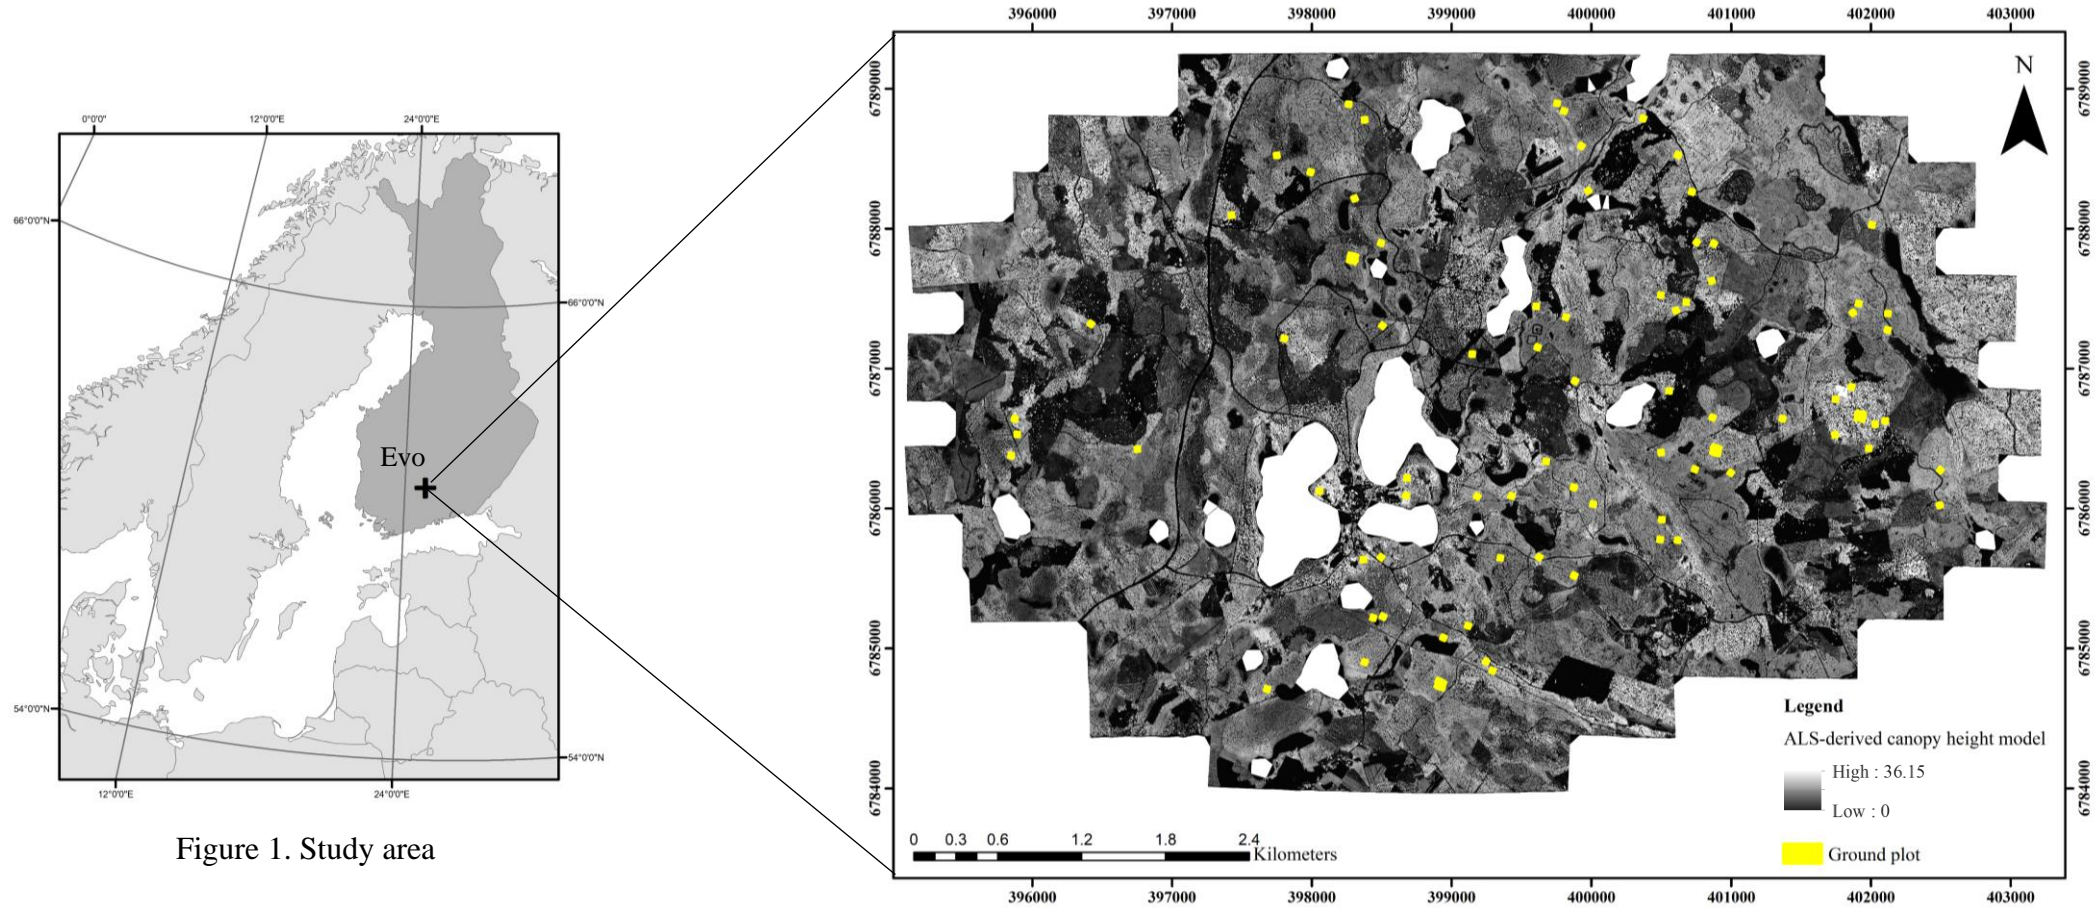 0°0'0"
12°0'0"E
24°0'0"E
66°0'0"N
66°0'0"N
Evo
54°0'0"N
54°0'0"N
12°0'0"E
24°0'0"E
Figure 1. Study area
396000
397000
398000
399000
400000
401000
402000
403000
6789000
6788000
6787000
6786000
6785000
6784000
6789000
6788000
6787000
6786000
6785000
6784000
N
Legend
ALS-derived canopy height model
High : 36.15
Low : 0
Ground plot
0 0.3 0.6 1.2 1.8 2.4
Kilometers
396000
397000
398000
399000
400000
401000
402000
403000